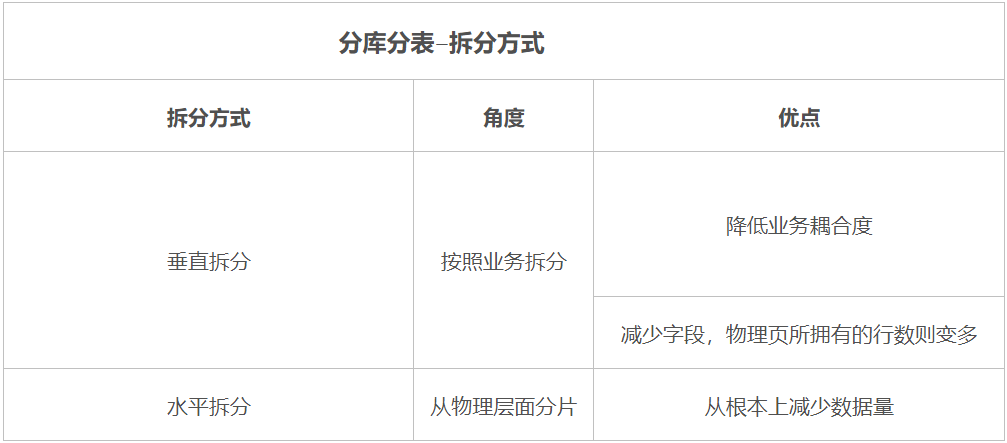 分库分表–拆分方式
拆分方式 角度 优点
降低业务耦合度
垂直拆分 按照业务拆分
减少字段，物理页所拥有的行数则变多
水平拆分 从物理层面分片 从根本上减少数据量